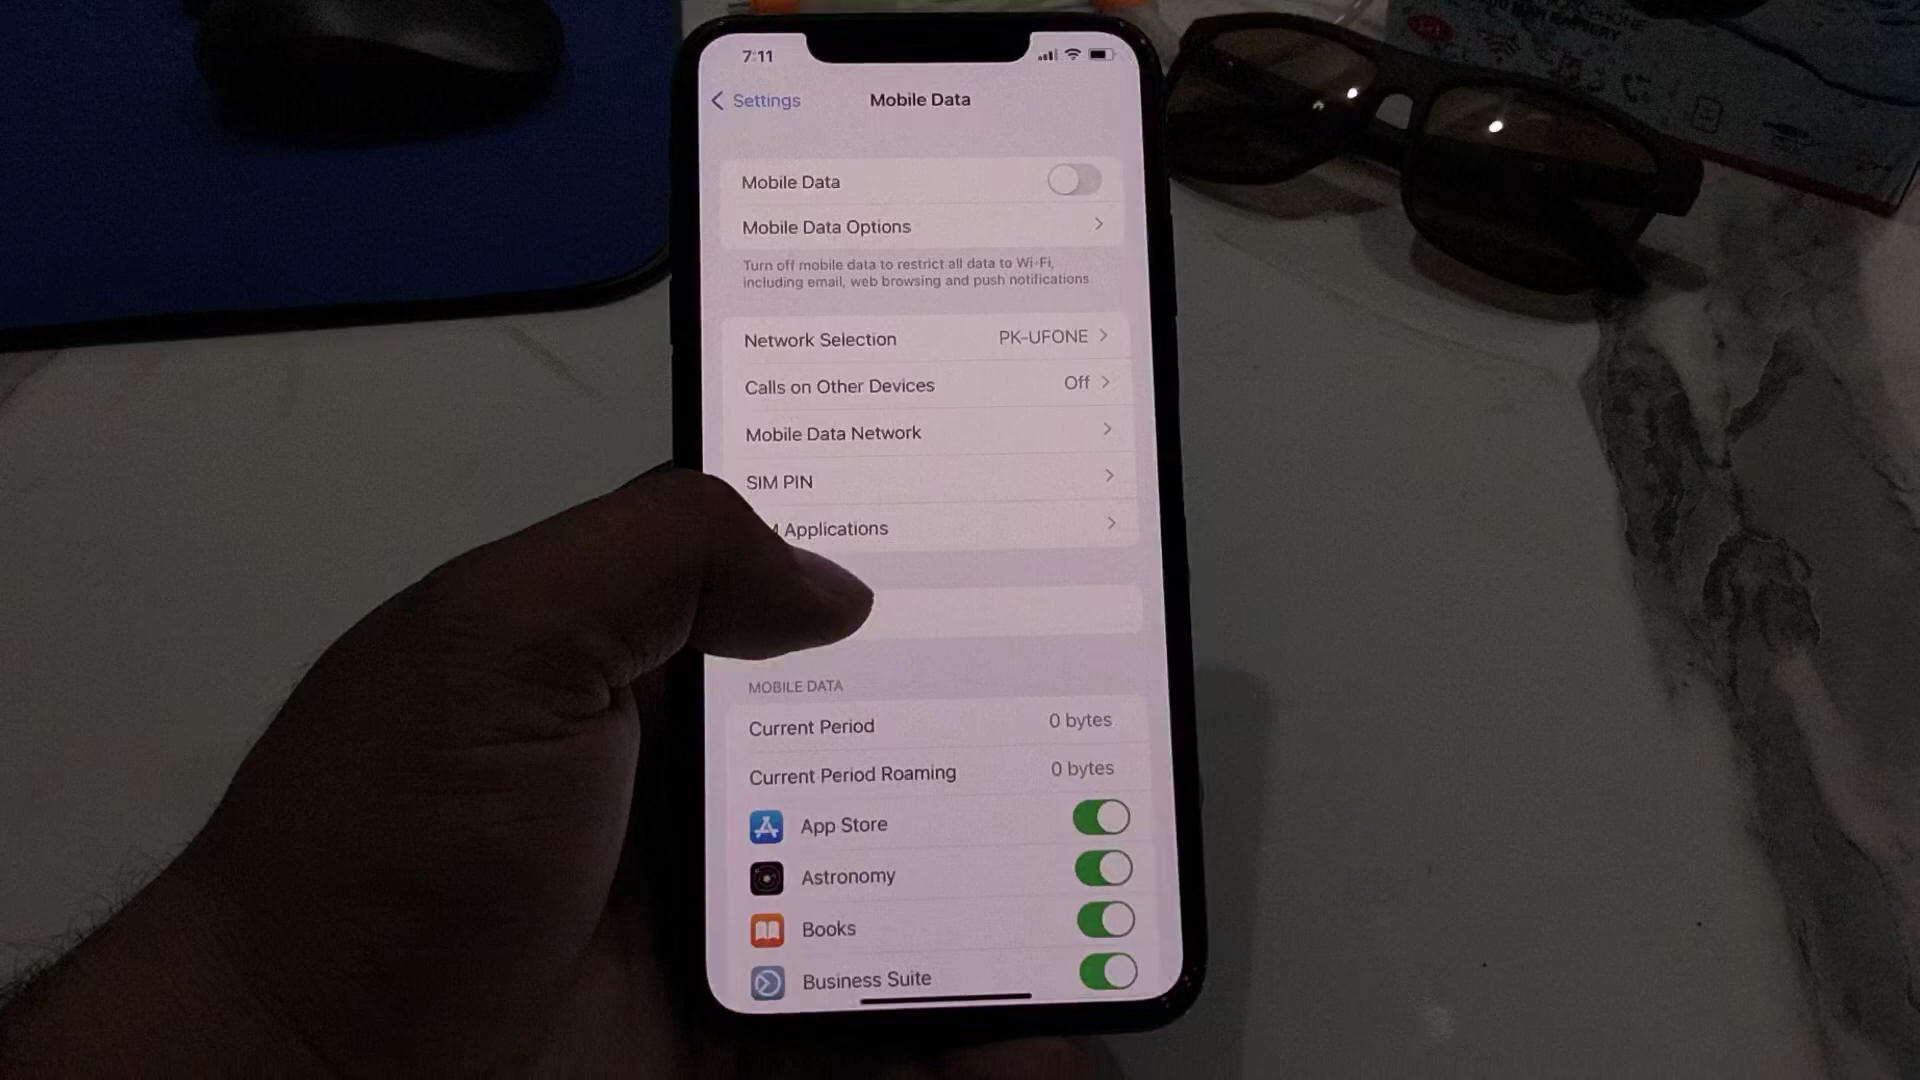 7:11
Settings
Mobile Data
Mobile Data
Mobile Data Options
Turn off mobile data to restrict all data to Wi-Fi,
including email, web browsing and push notifications.
Network Selection PK-UFONE
Calls on Other Devices Off
Mobile Data Network
SIM PIN
Applications
MOBILE DATA
Current Period 0 bytes
Current Period Roaming 0 bytes
App Store
Astronomy
Books
Business Suite
BATTERY